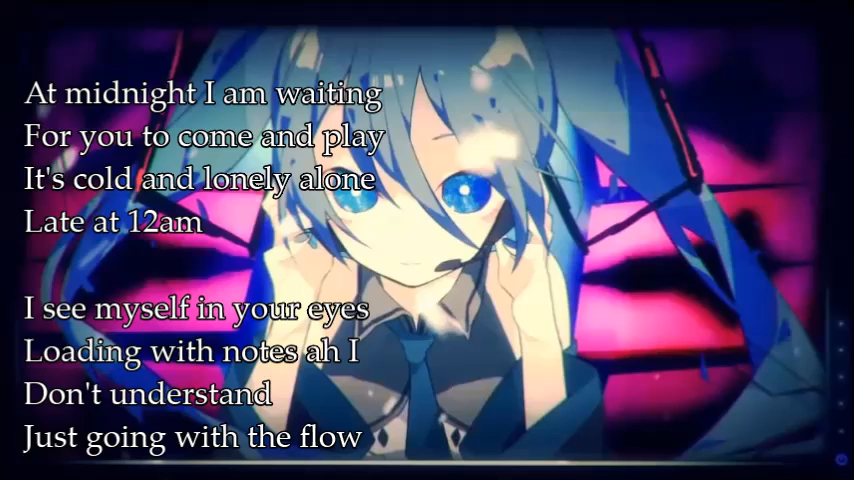 At midnight I am waiting
For you to come and play
It's cold and lonely alone
Late at 12am
I see myself in your eyes
Loading with notes ah I
Don't understand
Just going with the flow